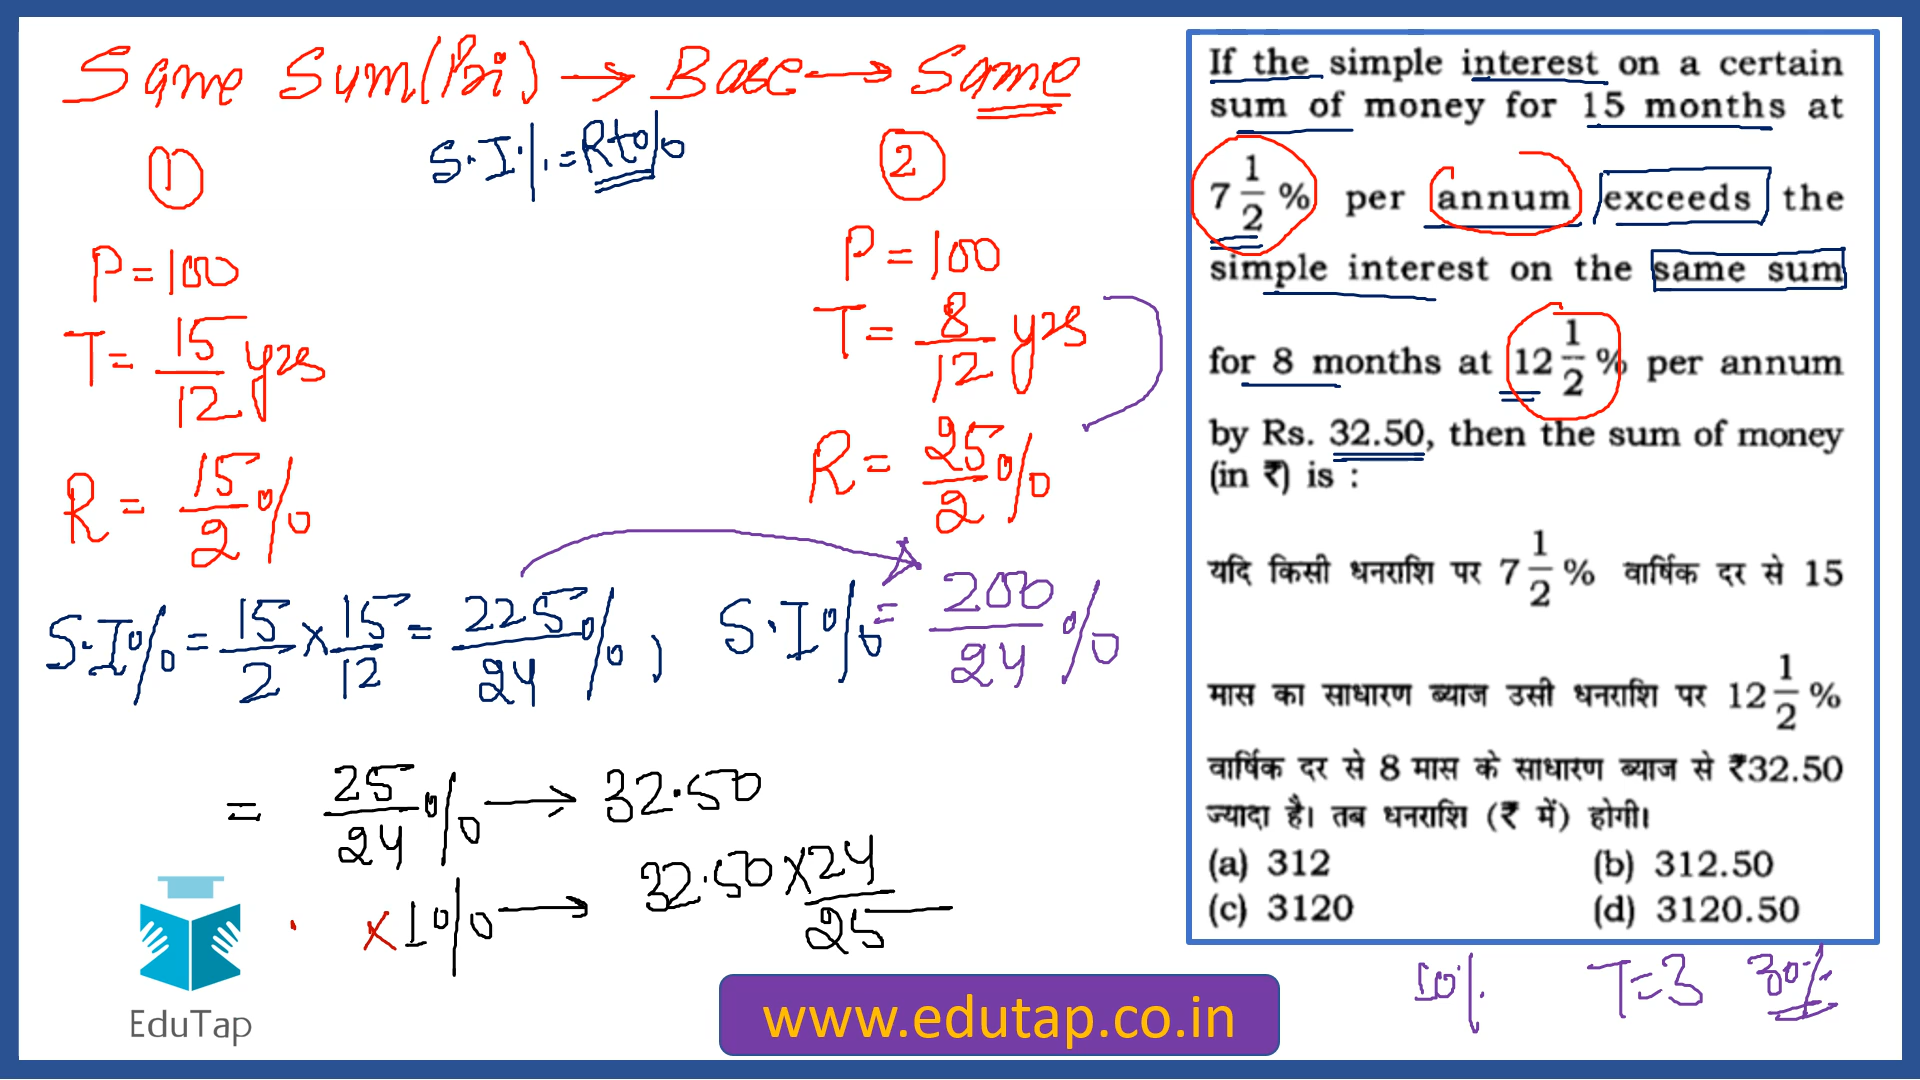 Same Sum(Pri) → Base → Same
S.I% = Rt%
①
②
P = 100
T = 15/12 yrs
R = 15/2 %
P = 100
T = 8/12 yrs
R = 25/2 %
S.I% = 15/2 × 15/12 = 225/24 %, S.I% = 200/24 %
= 25/24 % → 32.50
× 1% → 32.50 × 24/25
EduTap
www.edutap.co.in
If the simple interest on a certain
sum of money for 15 months at
7 1/2 % per annum exceeds the
simple interest on the same sum
for 8 months at 12 1/2 % per annum
by Rs. 32.50, then the sum of money
(in ₹) is :
यदि किसी धनराशि पर 7 1/2 % वार्षिक दर से 15
मास का साधारण ब्याज उसी धनराशि पर 12 1/2 %
वार्षिक दर से 8 मास के साधारण ब्याज से ₹32.50
ज्यादा है। तब धनराशि (₹ में) होगी।
(a) 312 (b) 312.50
(c) 3120 (d) 3120.50
10% T=3 30%